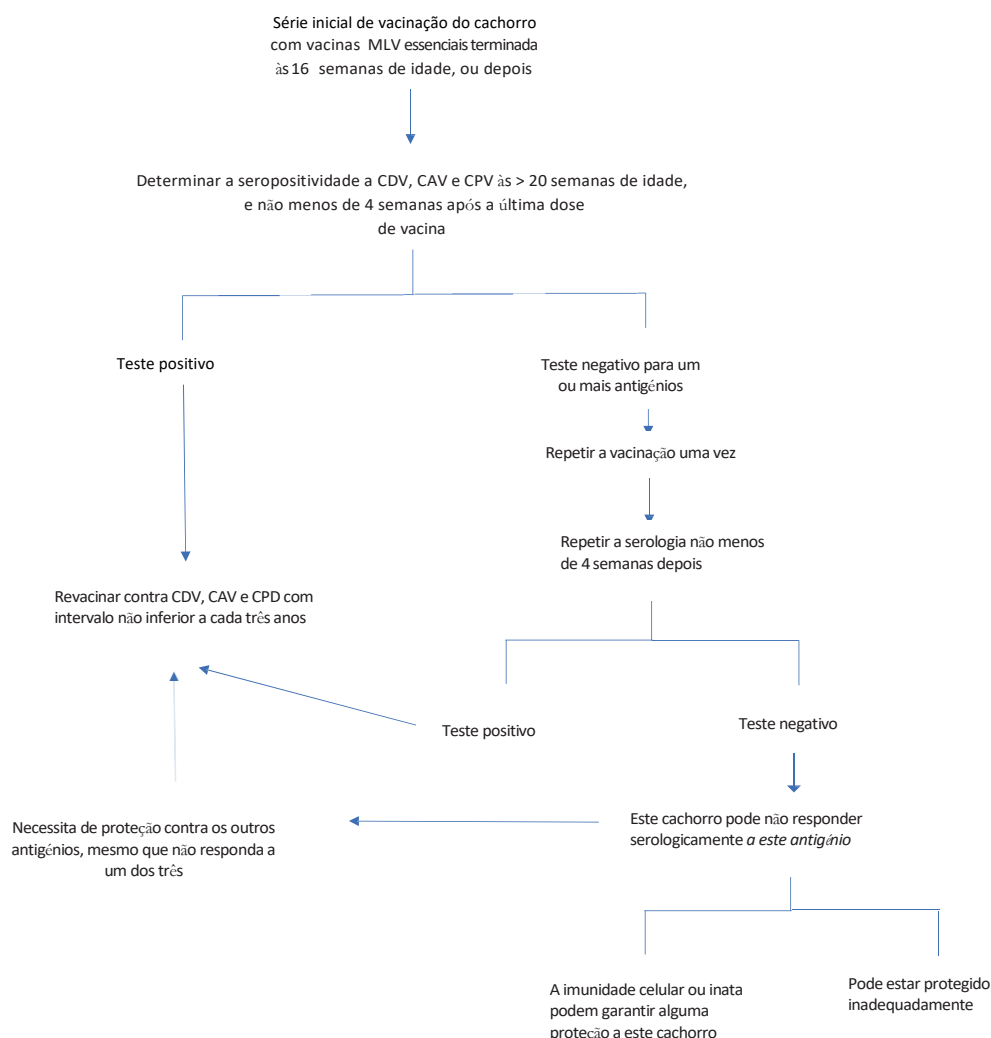 Série inicial de vacinação do cachorro
com vacinas MLV essenciais terminada
às 16 semanas de idade, ou depois
Determinar a seropositividade a CDV, CAV e CPV às > 20 semanas de idade,
e não menos de 4 semanas após a última dose
de vacina
Teste positivo
Teste negativo para um
ou mais antigénios
Repetir a vacinação uma vez
Repetir a serologia não menos
de 4 semanas depois
Revacinar contra CDV, CAV e CPD com
intervalo não inferior a cada três anos
Teste positivo
Teste negativo
Necessita de proteção contra os outros
antigénios, mesmo que não responda a
um dos três
Este cachorro pode não responder
serologicamente a este antigénio
A imunidade celular ou inata
podem garantir alguma
proteção a este cachorro
Pode estar protegido
inadequadamente